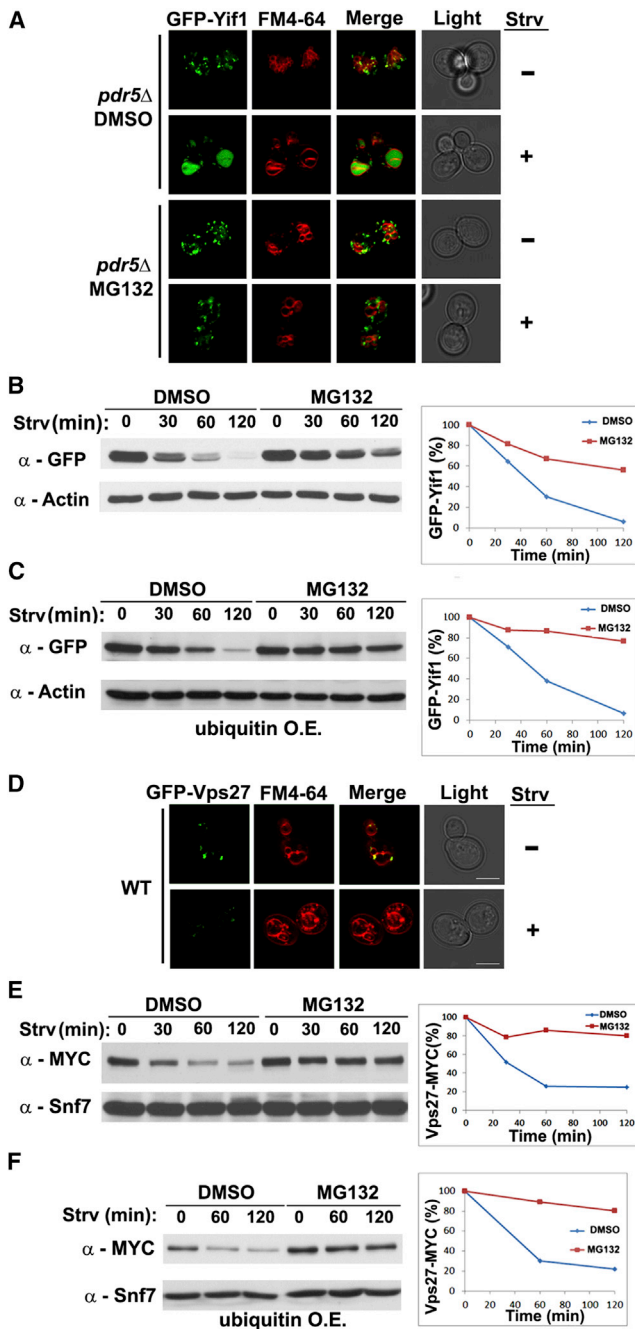 A
GFP-Yif1 FM4-64 Merge Light Strv
pdr5Δ
DMSO
−
+
pdr5Δ
MG132
−
+
B
DMSO MG132
Strv (min): 0 30 60 120 0 30 60 120
α - GFP
α - Actin
GFP-Yif1 (%)
100
80
60
40
20
0
0 20 40 60 80 100 120
Time (min)
DMSO
MG132
C
DMSO MG132
Strv(min): 0 30 60 120 0 30 60 120
α - GFP
α - Actin
ubiquitin O.E.
GFP-Yif1 (%)
100
80
60
40
20
0
0 20 40 60 80 100 120
Time (min)
DMSO
MG132
D
GFP-Vps27 FM4-64 Merge Light Strv
WT
−
+
E
DMSO MG132
Strv(min): 0 30 60 120 0 30 60 120
α - MYC
α - Snf7
Vps27-MYC(%)
100
80
60
40
20
0
0 20 40 60 80 100 120
Time (min)
DMSO
MG132
F
DMSO MG132
Strv (min): 0 60 120 0 60 120
α - MYC
α - Snf7
ubiquitin O.E.
Vps27-MYC (%)
100
80
60
40
20
0
0 20 40 60 80 100 120
Time (min)
DMSO
MG132